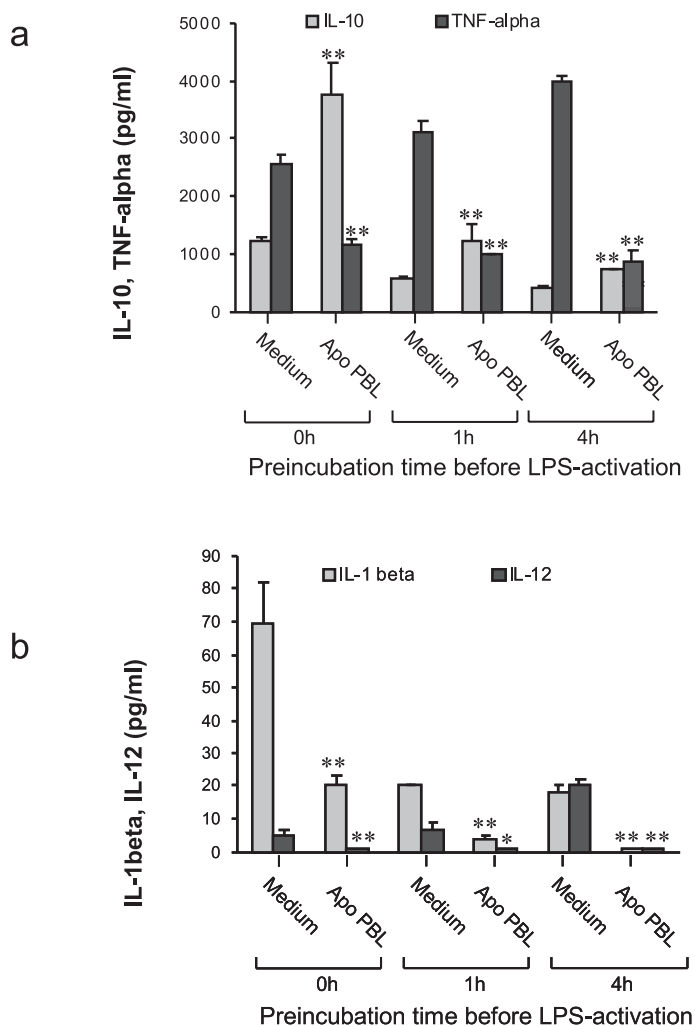 a
IL-10 TNF-alpha
IL-10, TNF-alpha (pg/ml)
5000
4000
3000
2000
1000
0
** ** ** ** ** **
Medium Apo PBL Medium Apo PBL Medium Apo PBL
0h 1h 4h
Preincubation time before LPS-activation
b
IL-1 beta IL-12
IL-1beta, IL-12 (pg/ml)
90
80
70
60
50
40
30
20
10
0
** ** ** * ** **
Medium Apo PBL Medium Apo PBL Medium Apo PBL
0h 1h 4h
Preincubation time before LPS-activation